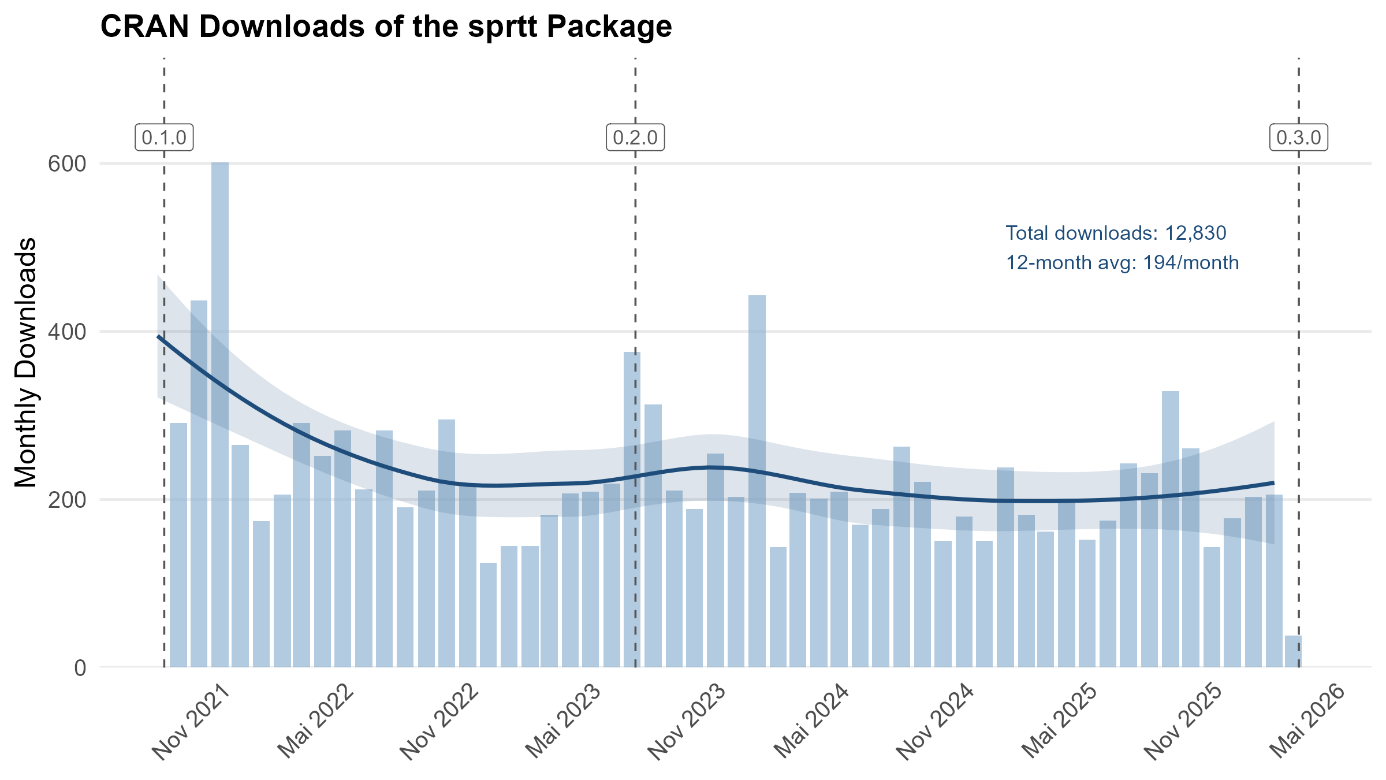 CRAN Downloads of the sprtt Package
0.1.0
0.2.0
0.3.0
600
400
200
0
Monthly Downloads
Total downloads: 12,830
12-month avg: 194/month
Nov 2021
Mai 2022
Nov 2022
Mai 2023
Nov 2023
Mai 2024
Nov 2024
Mai 2025
Nov 2025
Mai 2026